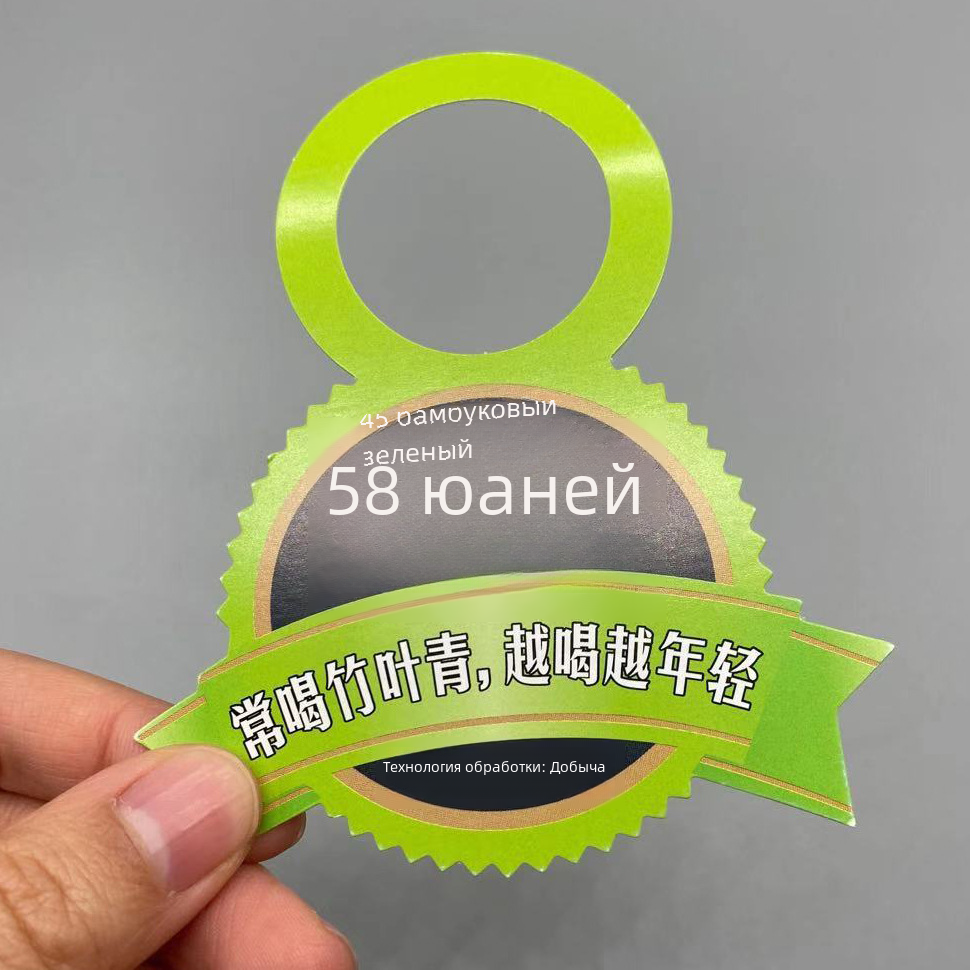 45 бамбуковый
зеленый
58 юаней
常喝竹叶青,越喝越年轻
Технология обработки: Добыча